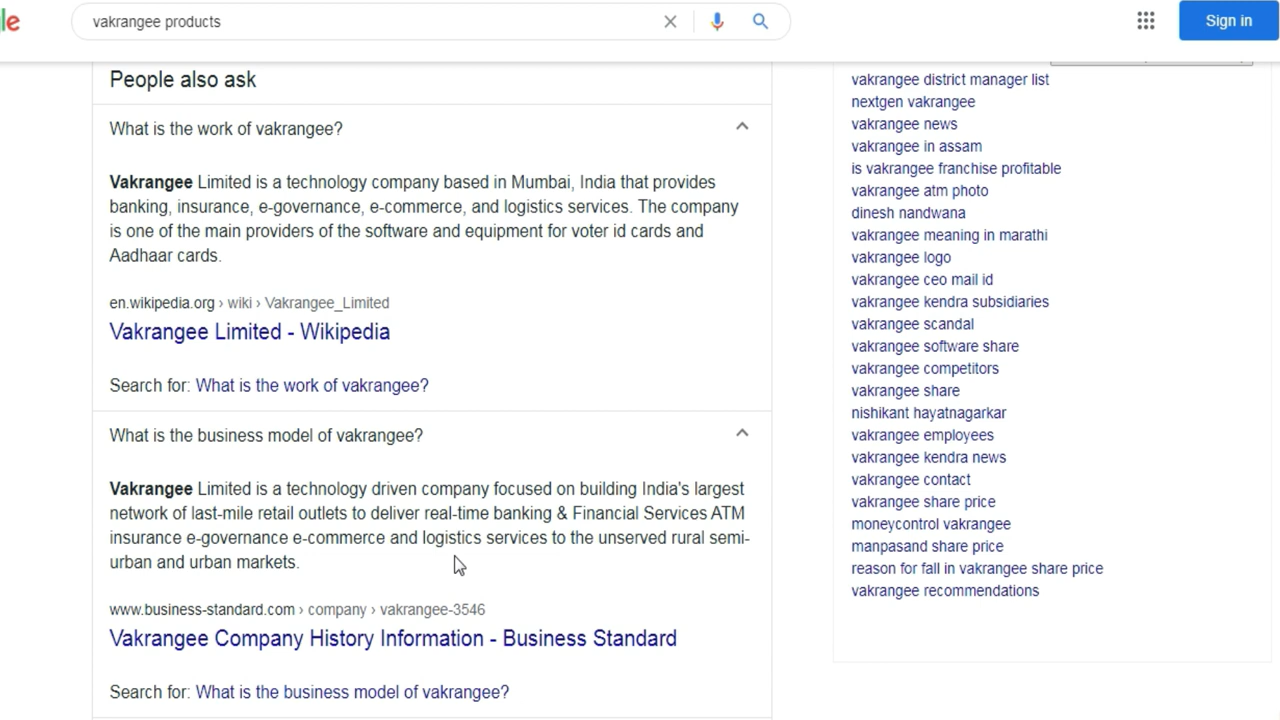 le
vakrangee products
Sign in
People also ask
What is the work of vakrangee?
Vakrangee Limited is a technology company based in Mumbai, India that provides
banking, insurance, e-governance, e-commerce, and logistics services. The company
is one of the main providers of the software and equipment for voter id cards and
Aadhaar cards.
en.wikipedia.org › wiki › Vakrangee_Limited
Vakrangee Limited - Wikipedia
Search for: What is the work of vakrangee?
What is the business model of vakrangee?
Vakrangee Limited is a technology driven company focused on building India's largest
network of last-mile retail outlets to deliver real-time banking & Financial Services ATM
insurance e-governance e-commerce and logistics services to the unserved rural semi-
urban and urban markets.
www.business-standard.com › company › vakrangee-3546
Vakrangee Company History Information - Business Standard
Search for: What is the business model of vakrangee?
vakrangee district manager list
nextgen vakrangee
vakrangee news
vakrangee in assam
is vakrangee franchise profitable
vakrangee atm photo
dinesh nandwana
vakrangee meaning in marathi
vakrangee logo
vakrangee ceo mail id
vakrangee kendra subsidiaries
vakrangee scandal
vakrangee software share
vakrangee competitors
vakrangee share
nishikant hayatnagarkar
vakrangee employees
vakrangee kendra news
vakrangee contact
vakrangee share price
moneycontrol vakrangee
manpasand share price
reason for fall in vakrangee share price
vakrangee recommendations